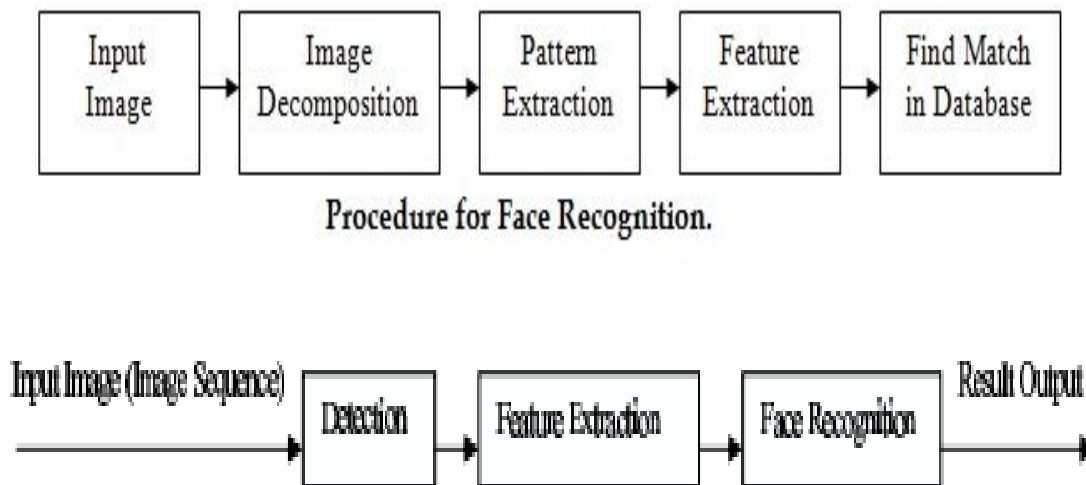 Input
Image
Image
Decomposition
Pattern
Extraction
Feature
Extraction
Find Match
in Database
Procedure for Face Recognition.
Input Image (Image Sequence)
Detection
Feature Extraction
Face Recognition
Result Output